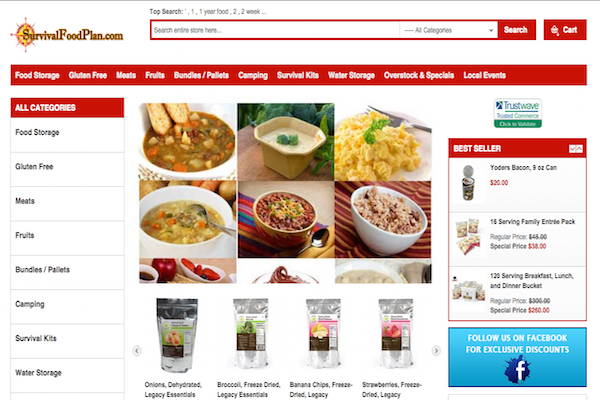 Top Search: ' , 1 , 1 year food , 2 , 2 week ...
SurvivalFoodPlan.com
Search entire store here...
---- All Categories
Search
Cart
Food Storage Gluten Free Meats Fruits Bundles / Pallets Camping Survival Kits Water Storage Overstock & Specials Local Events
ALL CATEGORIES
Food Storage
Gluten Free
Meats
Fruits
Bundles / Pallets
Camping
Survival Kits
Water Storage
Onions, Dehydrated,
Legacy Essentials
Broccoli, Freeze Dried,
Legacy Essentials
Banana Chips, Freeze-
Dried, Legacy
Strawberries, Freeze-
Dried, Legacy
Trustwave
Trusted Commerce
Click to Validate
BEST SELLER
Yoders Bacon, 9 oz Can
$20.00
16 Serving Family Entrée Pack
Regular Price: $45.00
Special Price $38.00
120 Serving Breakfast, Lunch,
and Dinner Bucket
Regular Price: $300.00
Special Price $260.00
FOLLOW US ON FACEBOOK
FOR EXCLUSIVE DISCOUNTS
f